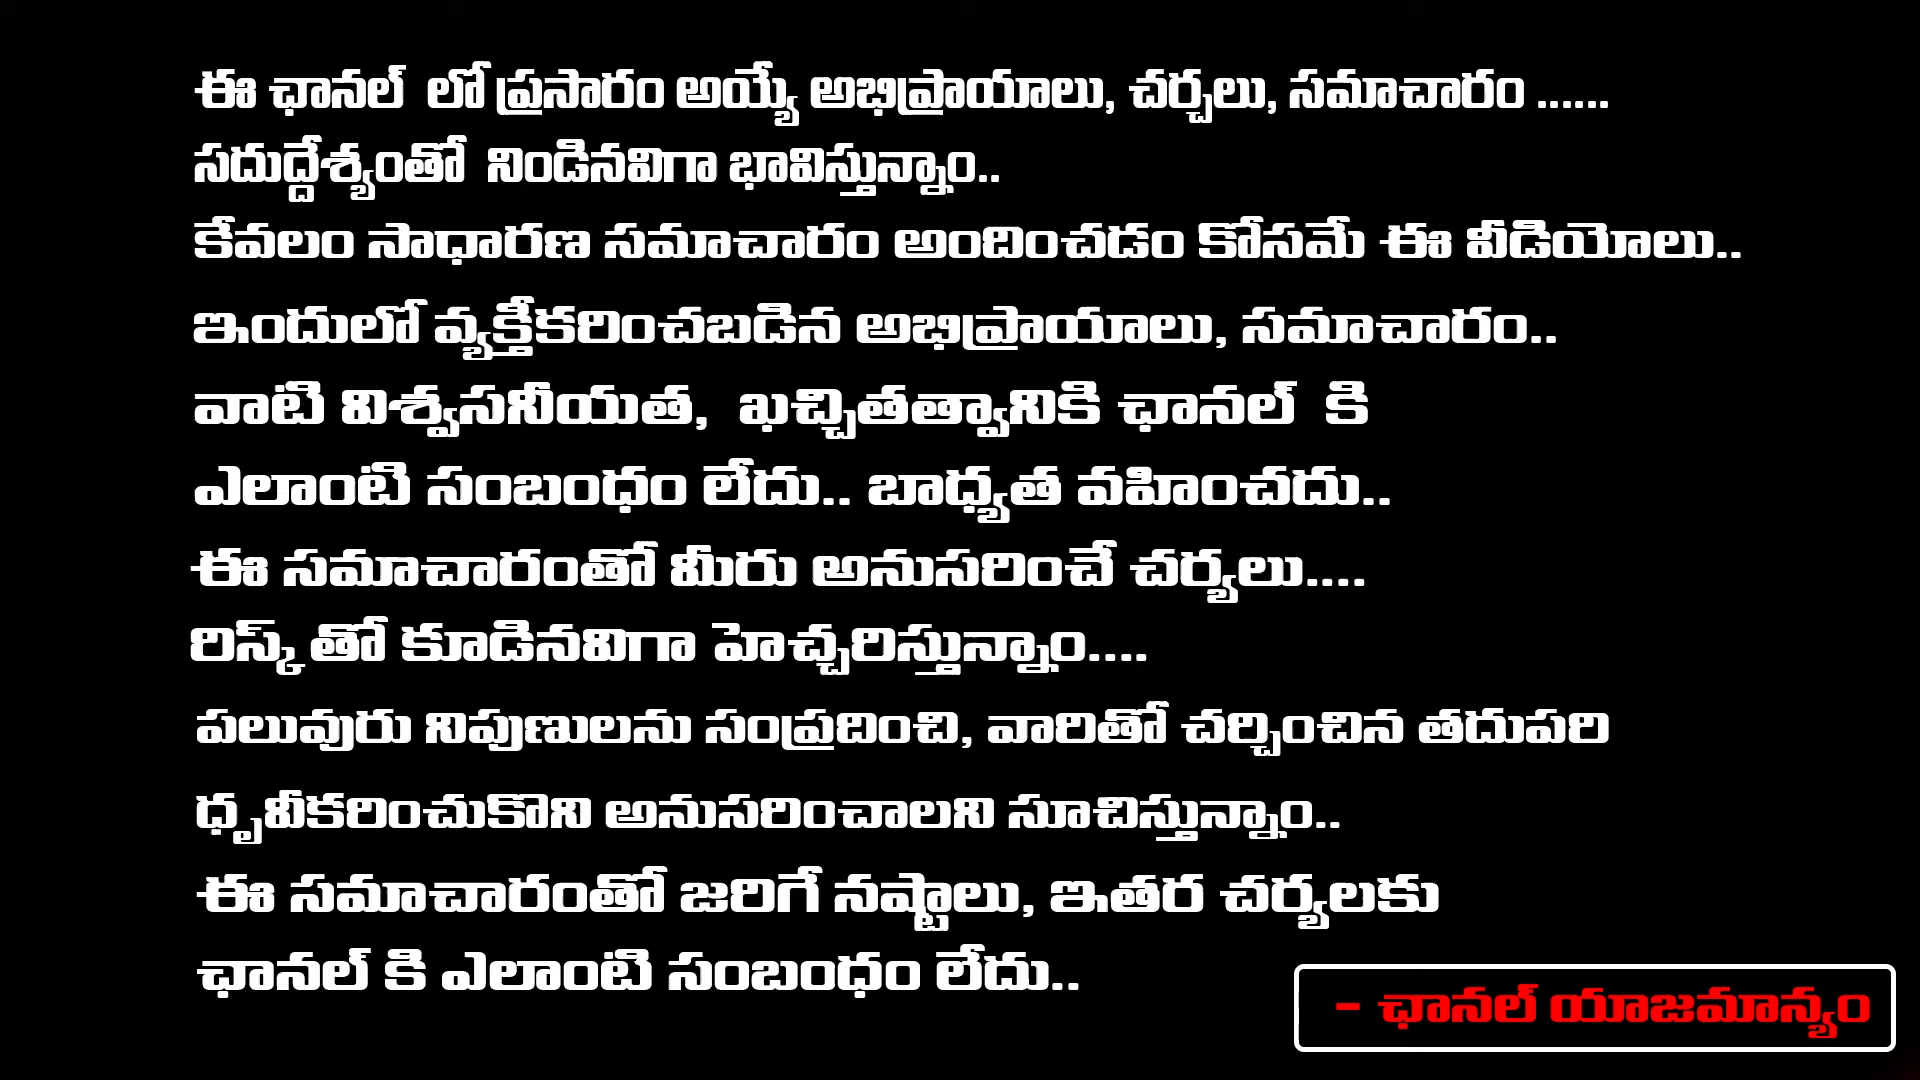 ఈ ఛానల్ లో ప్రసారం అయ్యే అభిప్రాయాలు, చర్చలు, సమాచారం ......
సదుద్దేశ్యంతో నిండినవిగా భావిస్తున్నాం..
కేవలం సాధారణ సమాచారం అందించడం కోసమే ఈ వీడియోలు..
ఇందులో వ్యక్తీకరించబడిన అభిప్రాయాలు, సమాచారం..
వాటి విశ్వసనీయత, ఖచ్చితత్వానికి ఛానల్ కి
ఎలాంటి సంబంధం లేదు.. బాధ్యత వహించదు..
ఈ సమాచారంతో మీరు అనుసరించే చర్యలు....
రిస్క్ తో కూడినవిగా హెచ్చరిస్తున్నాం....
పలువురు నిపుణులను సంప్రదించి, వారితో చర్చించిన తదుపరి
ధృవీకరించుకొని అనుసరించాలని సూచిస్తున్నాం..
ఈ సమాచారంతో జరిగే నష్టాలు, ఇతర చర్యలకు
ఛానల్ కి ఎలాంటి సంబంధం లేదు..
- ఛానల్ యాజమాన్యం